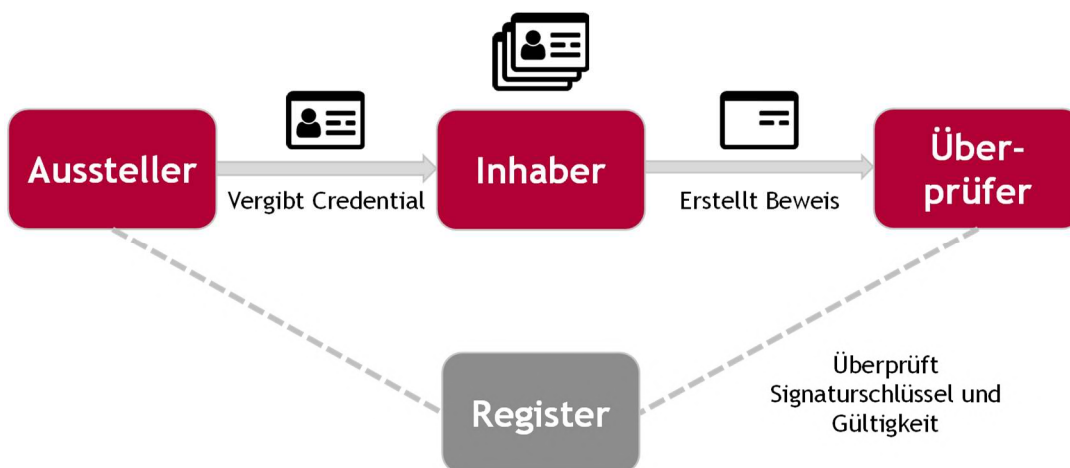 Aussteller
Vergibt Credential
Inhaber
Erstellt Beweis
Über-
prüfer
Register
Überprüft
Signaturschlüssel und
Gültigkeit